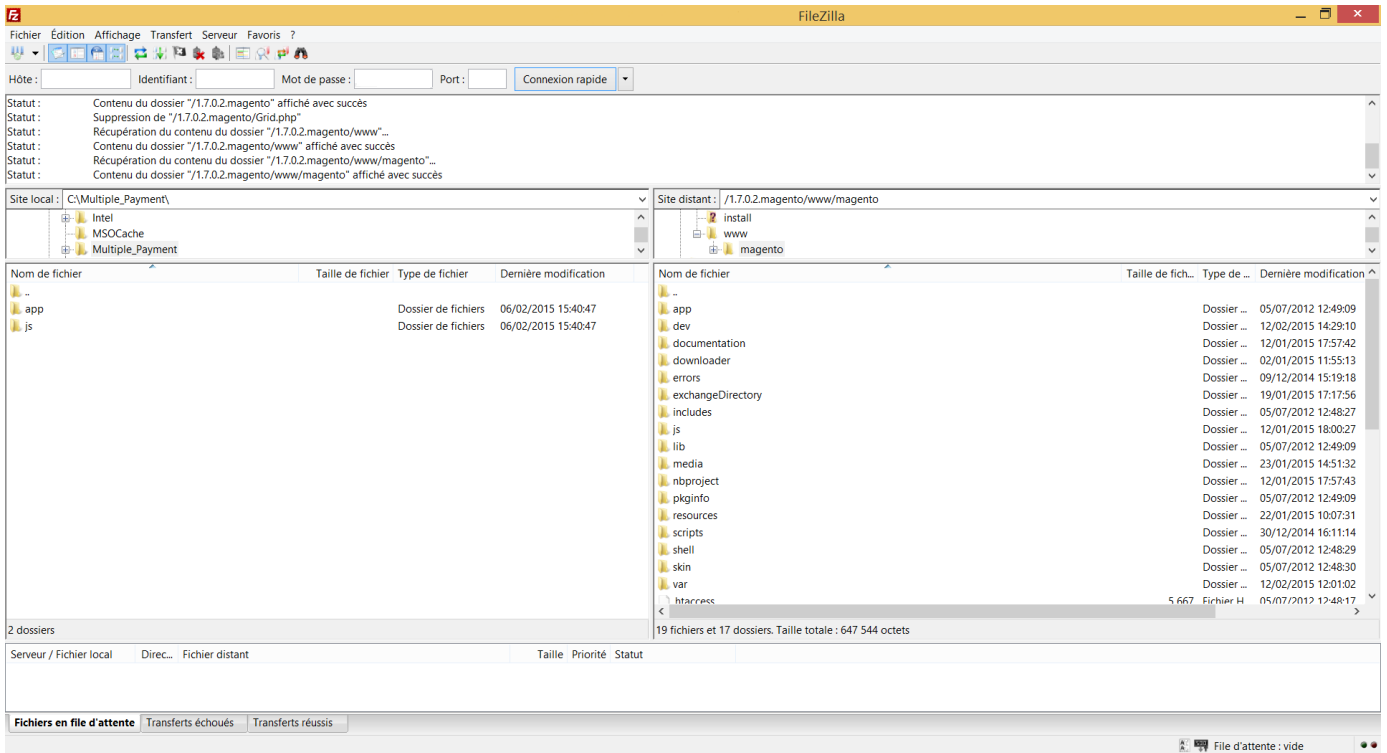 FileZilla
Fichier Édition Affichage Transfert Serveur Favoris ?
Hôte : Identifiant : Mot de passe : Port : Connexion rapide
Statut : Contenu du dossier "/1.7.0.2.magento" affiché avec succès
Statut : Suppression de "/1.7.0.2.magento/Grid.php"
Statut : Récupération du contenu du dossier "/1.7.0.2.magento/www"...
Statut : Contenu du dossier "/1.7.0.2.magento/www" affiché avec succès
Statut : Récupération du contenu du dossier "/1.7.0.2.magento/www/magento"...
Statut : Contenu du dossier "/1.7.0.2.magento/www/magento" affiché avec succès
Site local : C:\Multiple_Payment\
Intel
MSOCache
Multiple_Payment
Nom de fichier Taille de fichier Type de fichier Dernière modification
..
app Dossier de fichiers 06/02/2015 15:40:47
js Dossier de fichiers 06/02/2015 15:40:47
2 dossiers
Site distant : /1.7.0.2.magento/www/magento
install
www
magento
Nom de fichier Taille de fich... Type de ... Dernière modification
..
app Dossier ... 05/07/2012 12:49:09
dev Dossier ... 12/02/2015 14:29:10
documentation Dossier ... 12/01/2015 17:57:42
downloader Dossier ... 02/01/2015 11:55:13
errors Dossier ... 09/12/2014 15:19:18
exchangeDirectory Dossier ... 19/01/2015 17:17:56
includes Dossier ... 05/07/2012 12:48:27
js Dossier ... 12/01/2015 18:00:27
lib Dossier ... 05/07/2012 12:49:09
media Dossier ... 23/01/2015 14:51:32
nbproject Dossier ... 12/01/2015 17:57:43
pkginfo Dossier ... 05/07/2012 12:49:09
resources Dossier ... 22/01/2015 10:07:31
scripts Dossier ... 30/12/2014 16:11:14
shell Dossier ... 05/07/2012 12:48:29
skin Dossier ... 05/07/2012 12:48:30
var Dossier ... 12/02/2015 12:01:02
.htaccess 5 667 Fichier H... 05/07/2012 12:48:17
19 fichiers et 17 dossiers. Taille totale : 647 544 octets
Serveur / Fichier local Direc... Fichier distant Taille Priorité Statut
Fichiers en file d'attente Transferts échoués Transferts réussis
File d'attente : vide